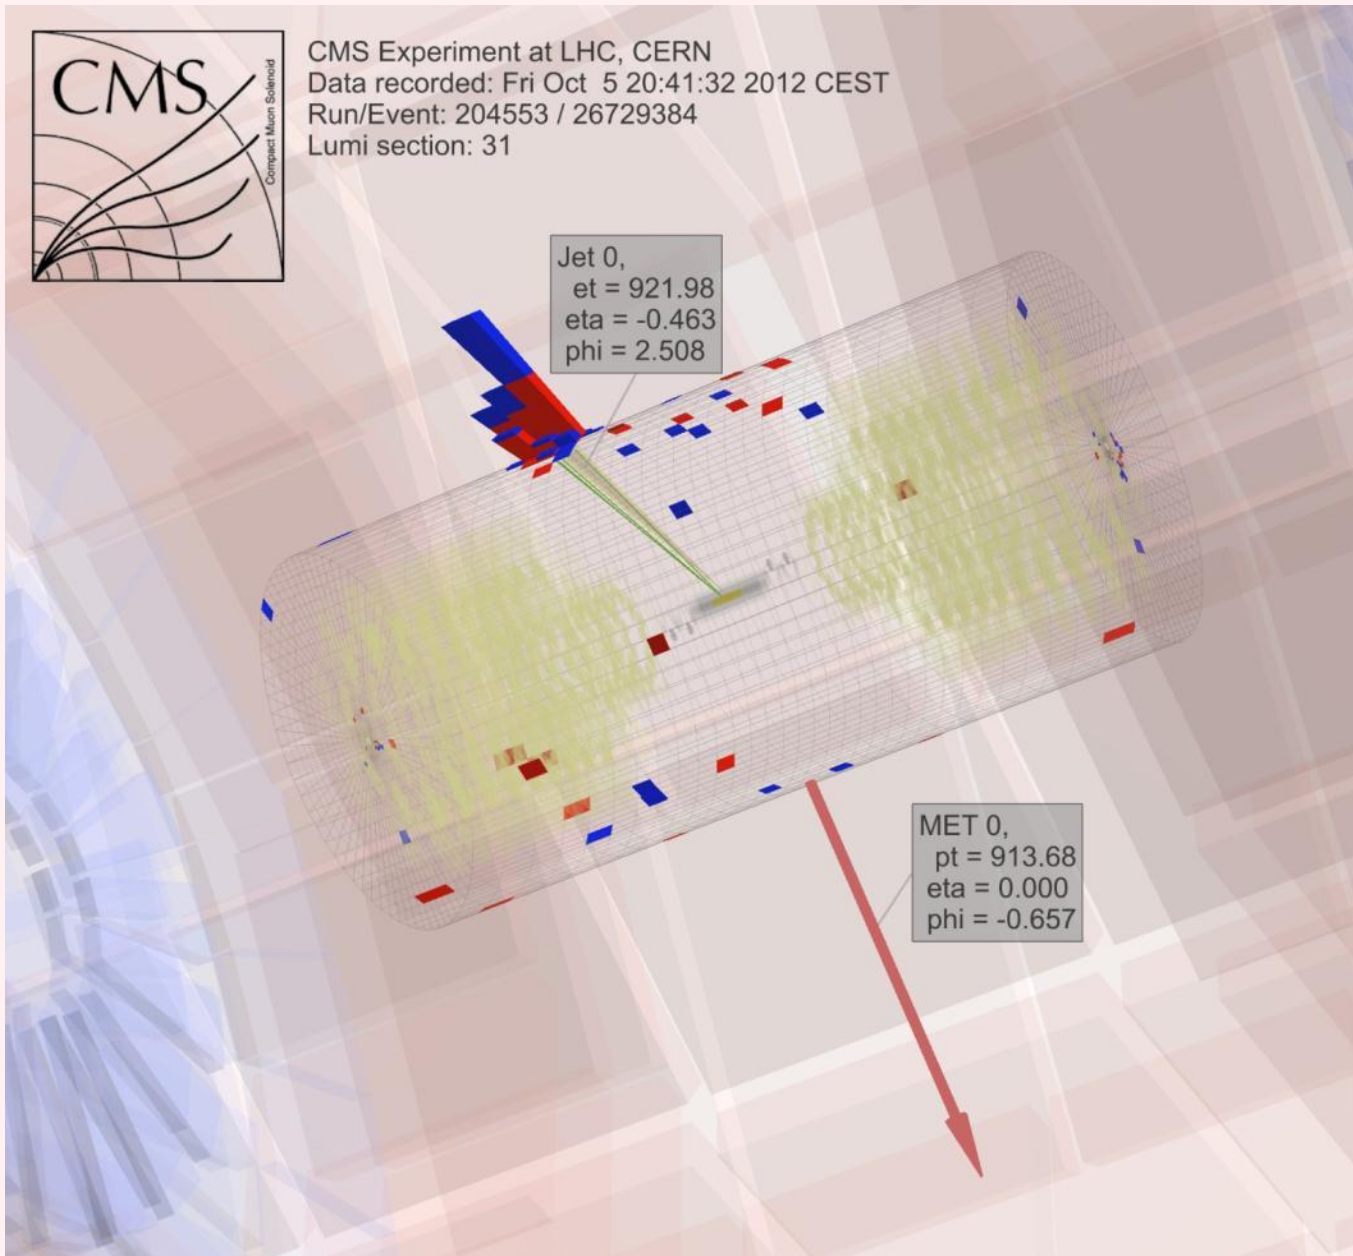 CMS
Compact Muon Solenoid
CMS Experiment at LHC, CERN
Data recorded: Fri Oct  5 20:41:32 2012 CEST
Run/Event: 204553 / 26729384
Lumi section: 31
Jet 0,
et = 921.98
eta = -0.463
phi = 2.508
MET 0,
pt = 913.68
eta = 0.000
phi = -0.657